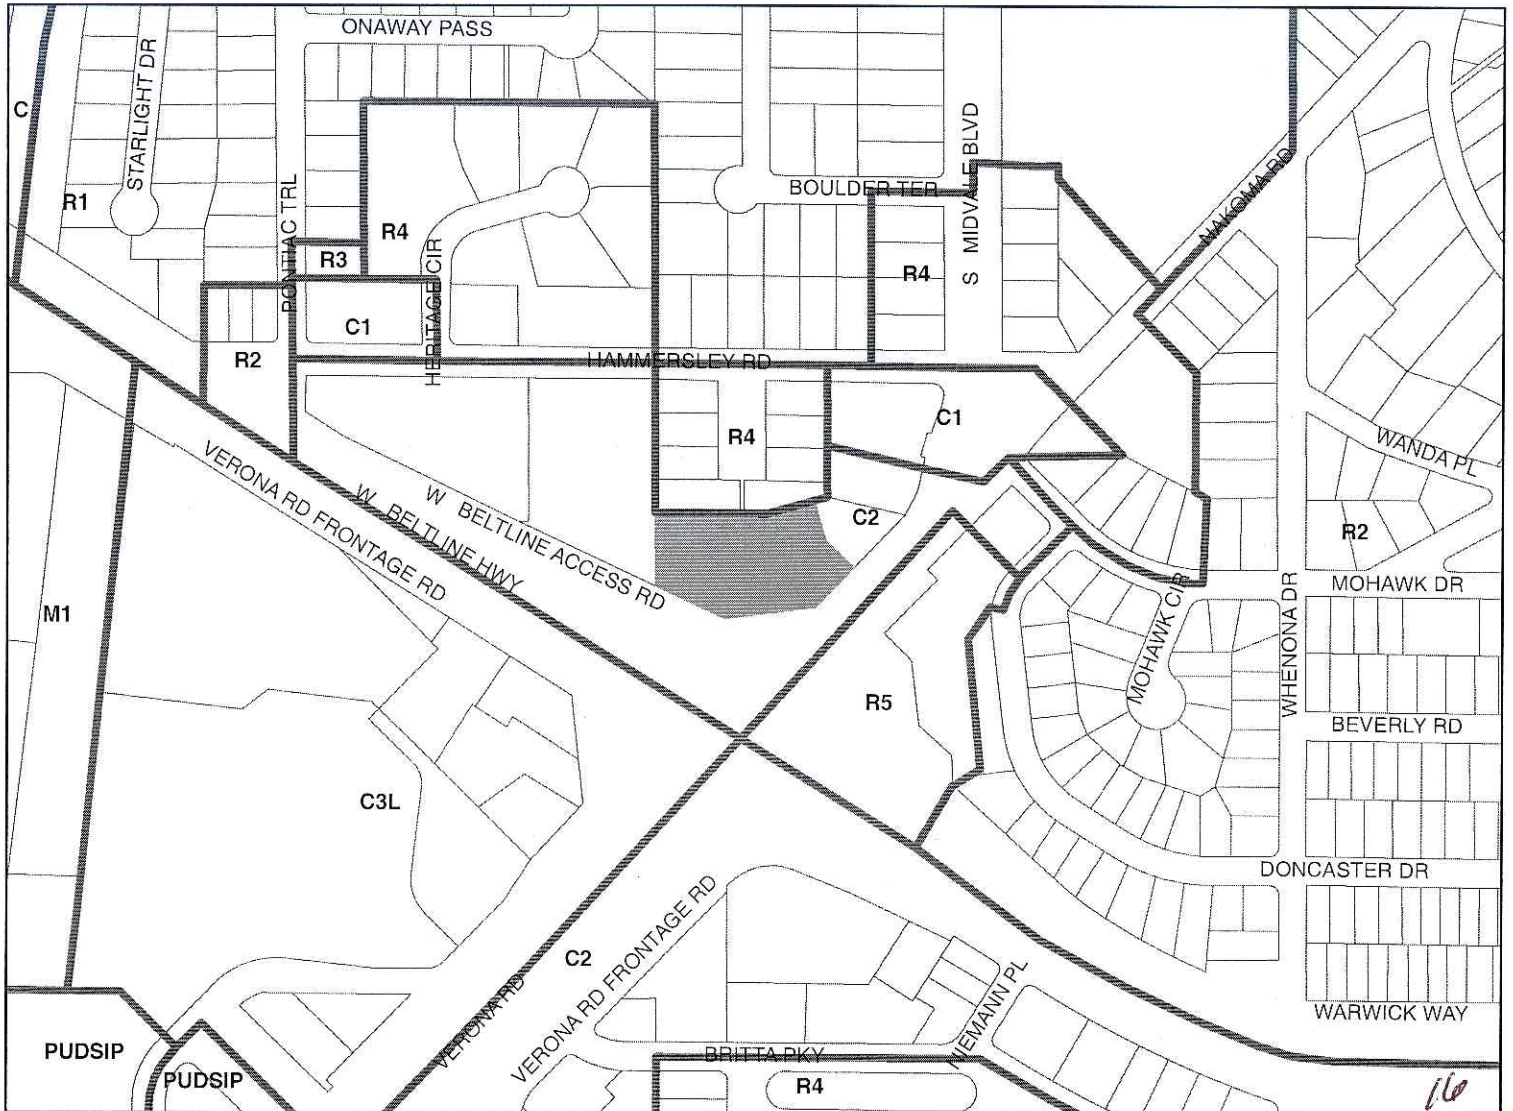 ONAWAY PASS
STARLIGHT DR
C
R1
PONTIAC TRL
R4
R3
HERITAGE CIR
C1
R2
BOULDER TER
S MIDVALE BLVD
R4
NAKOMA RD
HAMMERSLEY RD
C1
R4
WANDA PL
VERONA RD FRONTAGE RD
W BELTLINE HWY
W BELTLINE ACCESS RD
C2
R2
M1
MOHAWK DR
MOHAWK CIR
WHENONA DR
R5
BEVERLY RD
C3L
DONCASTER DR
C2
VERONA RD
VERONA RD FRONTAGE RD
NIEMANN PL
WARWICK WAY
PUDSIP
PUDSIP
BRITTA PKY
R4
16